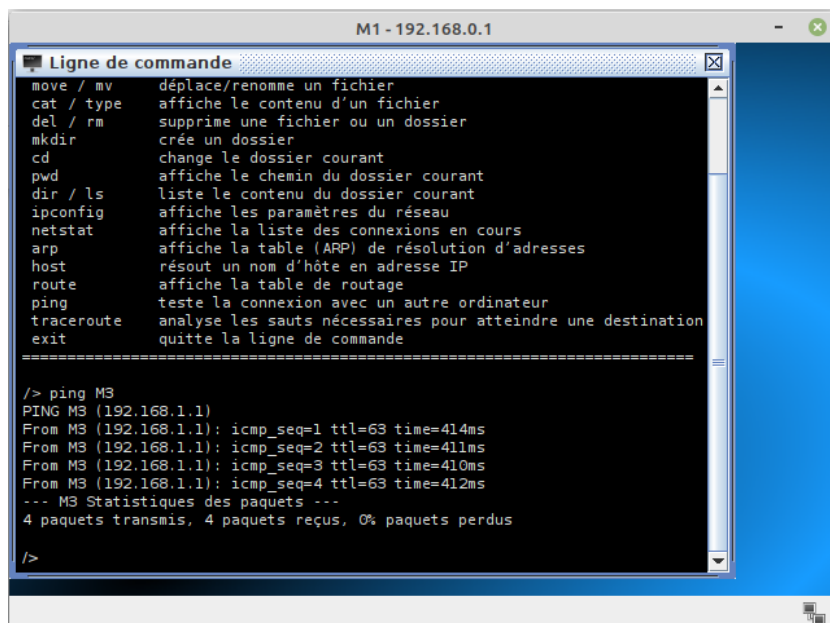 M1 - 192.168.0.1
Ligne de commande
move / mv déplace/renomme un fichier
cat / type affiche le contenu d'un fichier
del / rm supprime une fichier ou un dossier
mkdir crée un dossier
cd change le dossier courant
pwd affiche le chemin du dossier courant
dir / ls liste le contenu du dossier courant
ipconfig affiche les paramètres du réseau
netstat affiche la liste des connexions en cours
arp affiche la table (ARP) de résolution d'adresses
host résout un nom d'hôte en adresse IP
route affiche la table de routage
ping teste la connexion avec un autre ordinateur
traceroute analyse les sauts nécessaires pour atteindre une destination
exit quitte la ligne de commande
==========================================================================
/> ping M3
PING M3 (192.168.1.1)
From M3 (192.168.1.1): icmp_seq=1 ttl=63 time=414ms
From M3 (192.168.1.1): icmp_seq=2 ttl=63 time=411ms
From M3 (192.168.1.1): icmp_seq=3 ttl=63 time=410ms
From M3 (192.168.1.1): icmp_seq=4 ttl=63 time=412ms
--- M3 Statistiques des paquets ---
4 paquets transmis, 4 paquets reçus, 0% paquets perdus
/>